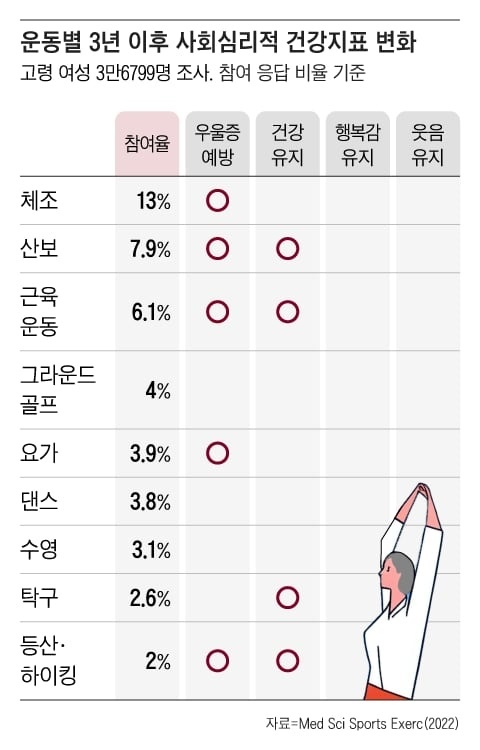 운동별 3년 이후 사회심리적 건강지표 변화
고령 여성 3만6799명 조사. 참여 응답 비율 기준
참여율 우울증 예방 건강 유지 행복감 유지 웃음 유지
체조 13% ○
산보 7.9% ○ ○
근육 운동 6.1% ○ ○
그라운드 골프 4%
요가 3.9% ○
댄스 3.8%
수영 3.1%
탁구 2.6% ○
등산· 하이킹 2% ○ ○
자료=Med Sci Sports Exerc(2022)